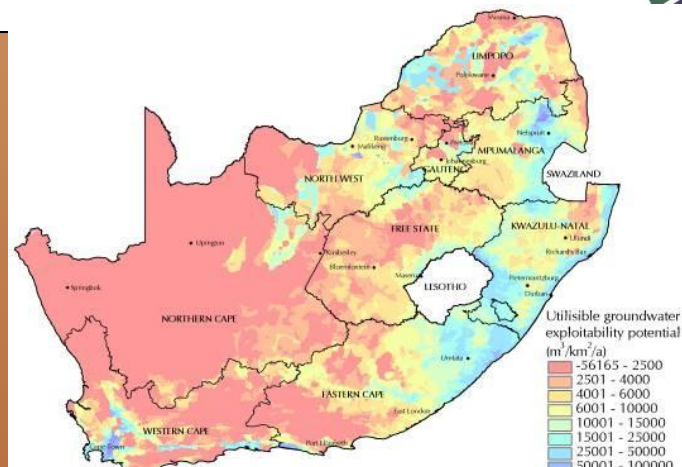 Messina
LIMPOPO
Polokwane
Nelspruit
Mafikeng
MPUMALANGA
Johannesburg
GAUTENG
NORTH WEST
SWAZILAND
FREE STATE
KWAZULU-NATAL
Ulundi
Upington
Kimberley
Richards Bay
Bloemfontein
Maseru
LESOTHO
Pietermaritzburg
Springbok
Durban
NORTHERN CAPE
Utilisible groundwater
exploitability potential
(m³/km²/a)
-56165 - 2500
2501 - 4000
4001 - 6000
6001 - 10000
10001 - 15000
15001 - 25000
25001 - 50000
50001 - 100000
Umtata
EASTERN CAPE
East London
WESTERN CAPE
Cape Town
Port Elizabeth